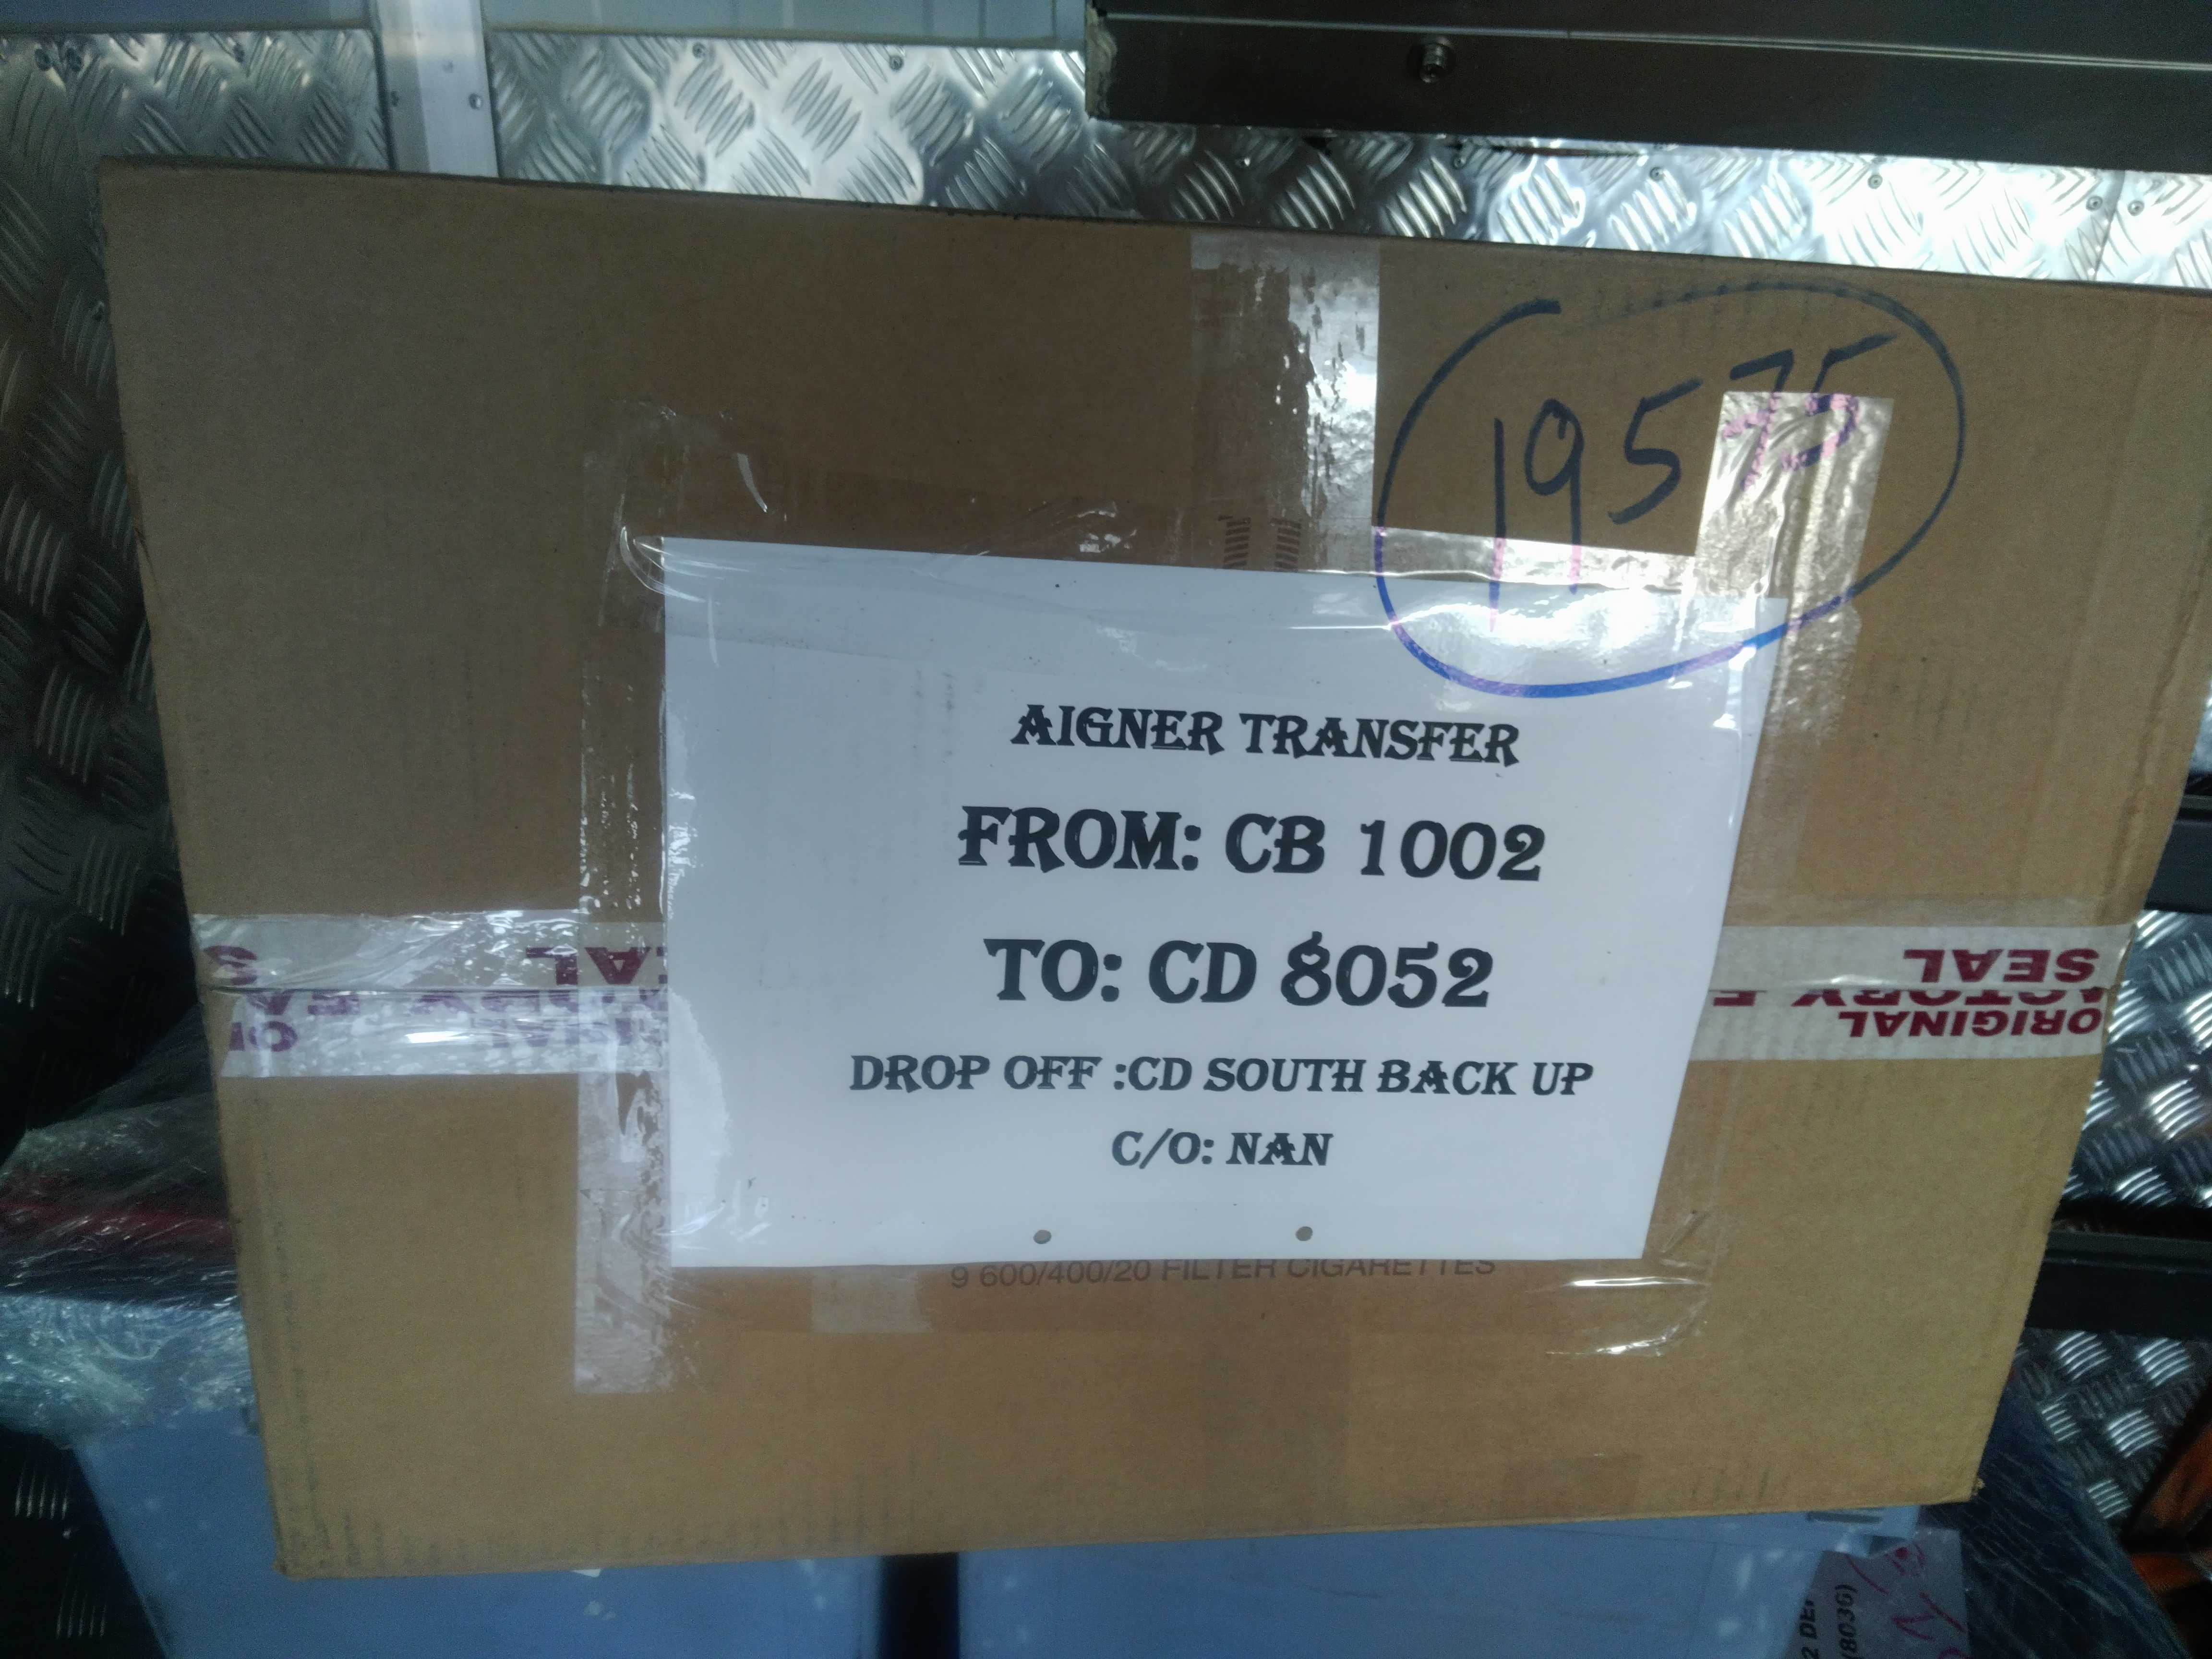 19575
AIGNER TRANSFER
FROM: CB 1002
TO: CD 8052
DROP OFF :CD SOUTH BACK UP
C/O: NAN
9 600/400/20 FILTER CIGARETTES
SEAL
ORIGINAL
(8036)